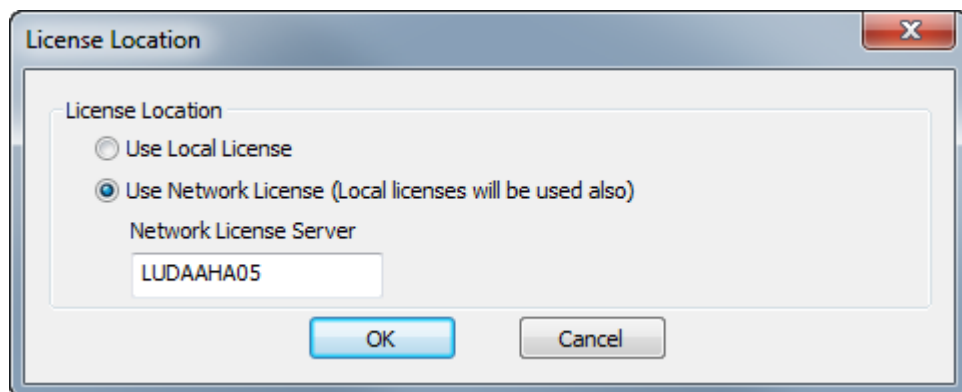 License Location
License Location
Use Local License
Use Network License (Local licenses will be used also)
Network License Server
LUDAAHA05
OK
Cancel